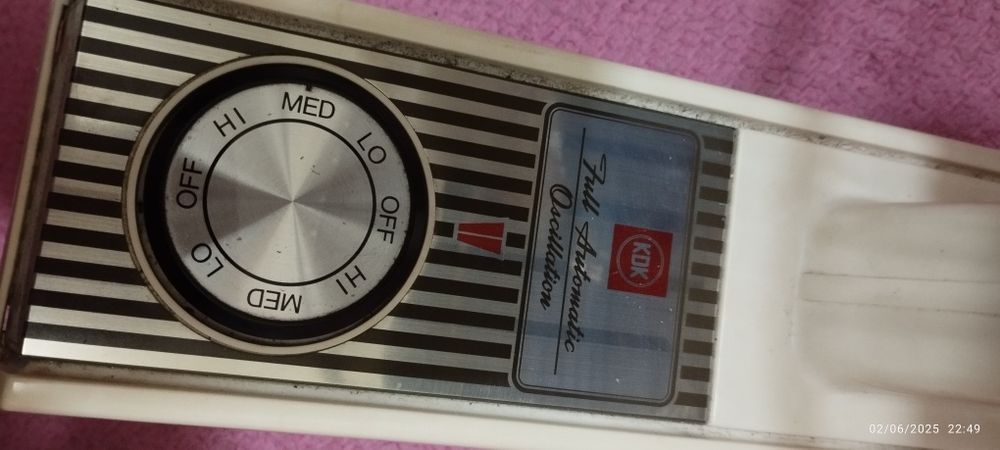 KDK
Full Automatic
Oscillation
OFF
HI
MED
LO
OFF
HI
MED
LO
02/06/2025 22:49